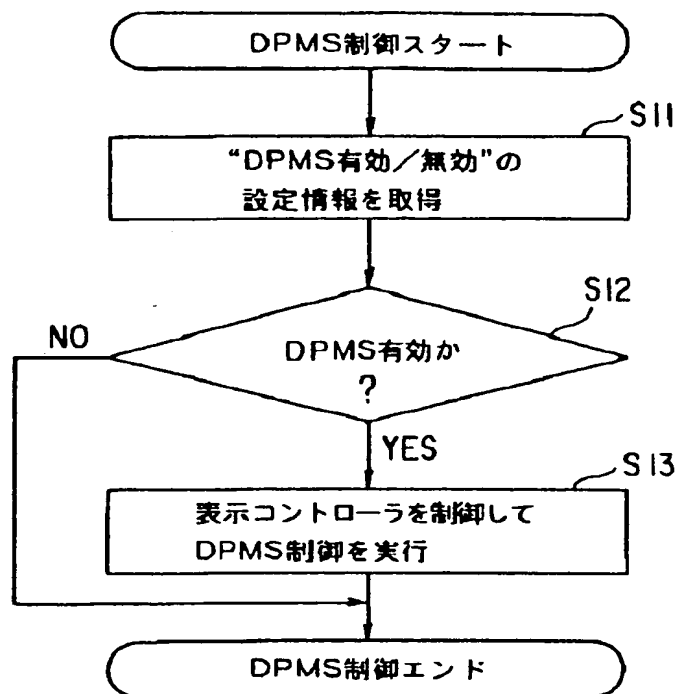 DPMS制御スタート
S11
“DPMS有効／無効”の
設定情報を取得
S12
NO
DPMS有効か
?
YES
S13
表示コントローラを制御して
DPMS制御を実行
DPMS制御エンド